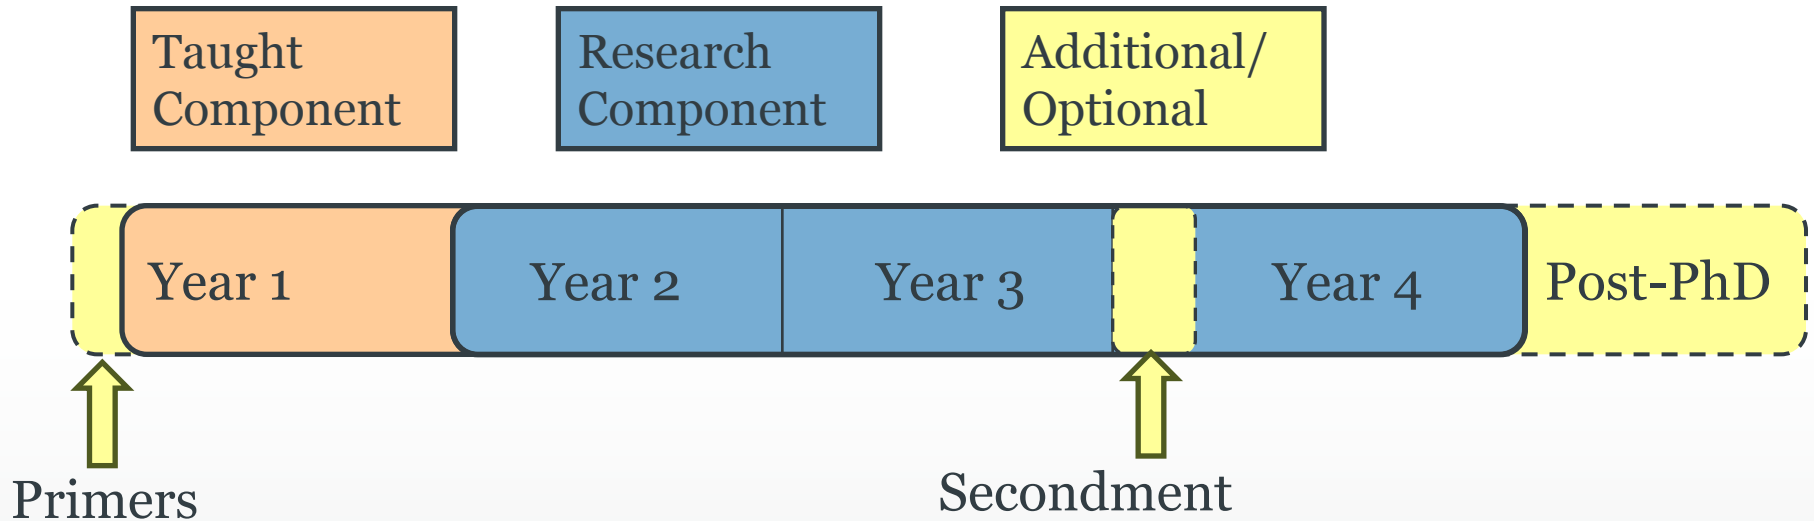 Taught
Component
Research
Component
Additional/
Optional
Year 1
Year 2
Year 3
Year 4
Post-PhD
Primers
Secondment